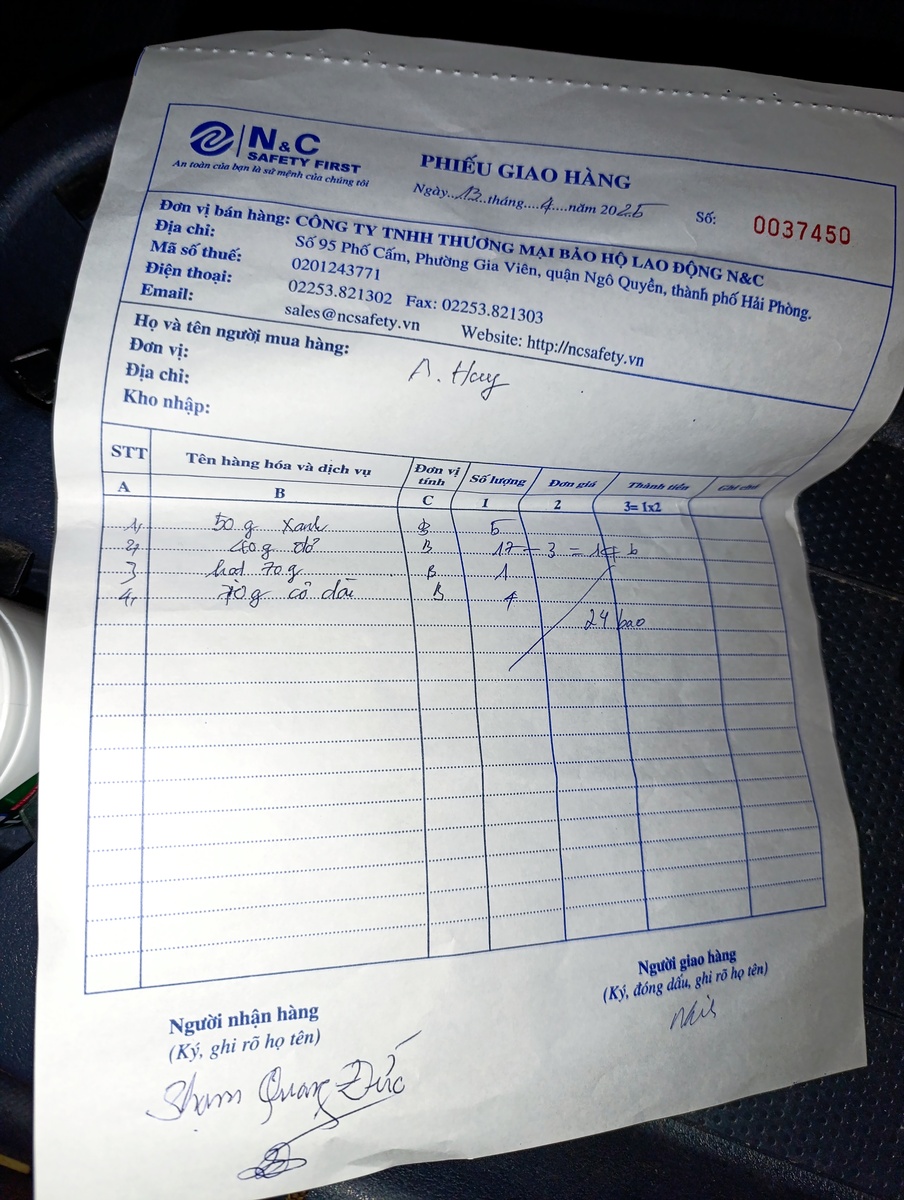 N&C
SAFETY FIRST
An toàn của bạn là sứ mệnh của chúng tôi
PHIẾU GIAO HÀNG
Ngày...13...tháng....4....năm 2025
Số: 0037450
Đơn vị bán hàng: CÔNG TY TNHH THƯƠNG MẠI BẢO HỘ LAO ĐỘNG N&C
Địa chỉ: Số 95 Phố Cấm, Phường Gia Viên, quận Ngô Quyền, thành phố Hải Phòng.
Mã số thuế: 0201243771
Điện thoại: 02253.821302 Fax: 02253.821303
Email: sales@ncsafety.vn Website: http://ncsafety.vn
Họ và tên người mua hàng:
Đơn vị: A. Huy
Địa chỉ:
Kho nhập:
STT Tên hàng hóa và dịch vụ Đơn vị tính Số lượng Đơn giá Thành tiền Ghi chú
A B C 1 2 3= 1x2
1, 50g xanh B 5
2, 40g đỏ B 17 - 3 = 14 b
3 70g B 1
4, 70g cổ dài B 4
24 bao
Người nhận hàng
(Ký, ghi rõ họ tên)
Phạm Quang Đức
Người giao hàng
(Ký, đóng dấu, ghi rõ họ tên)